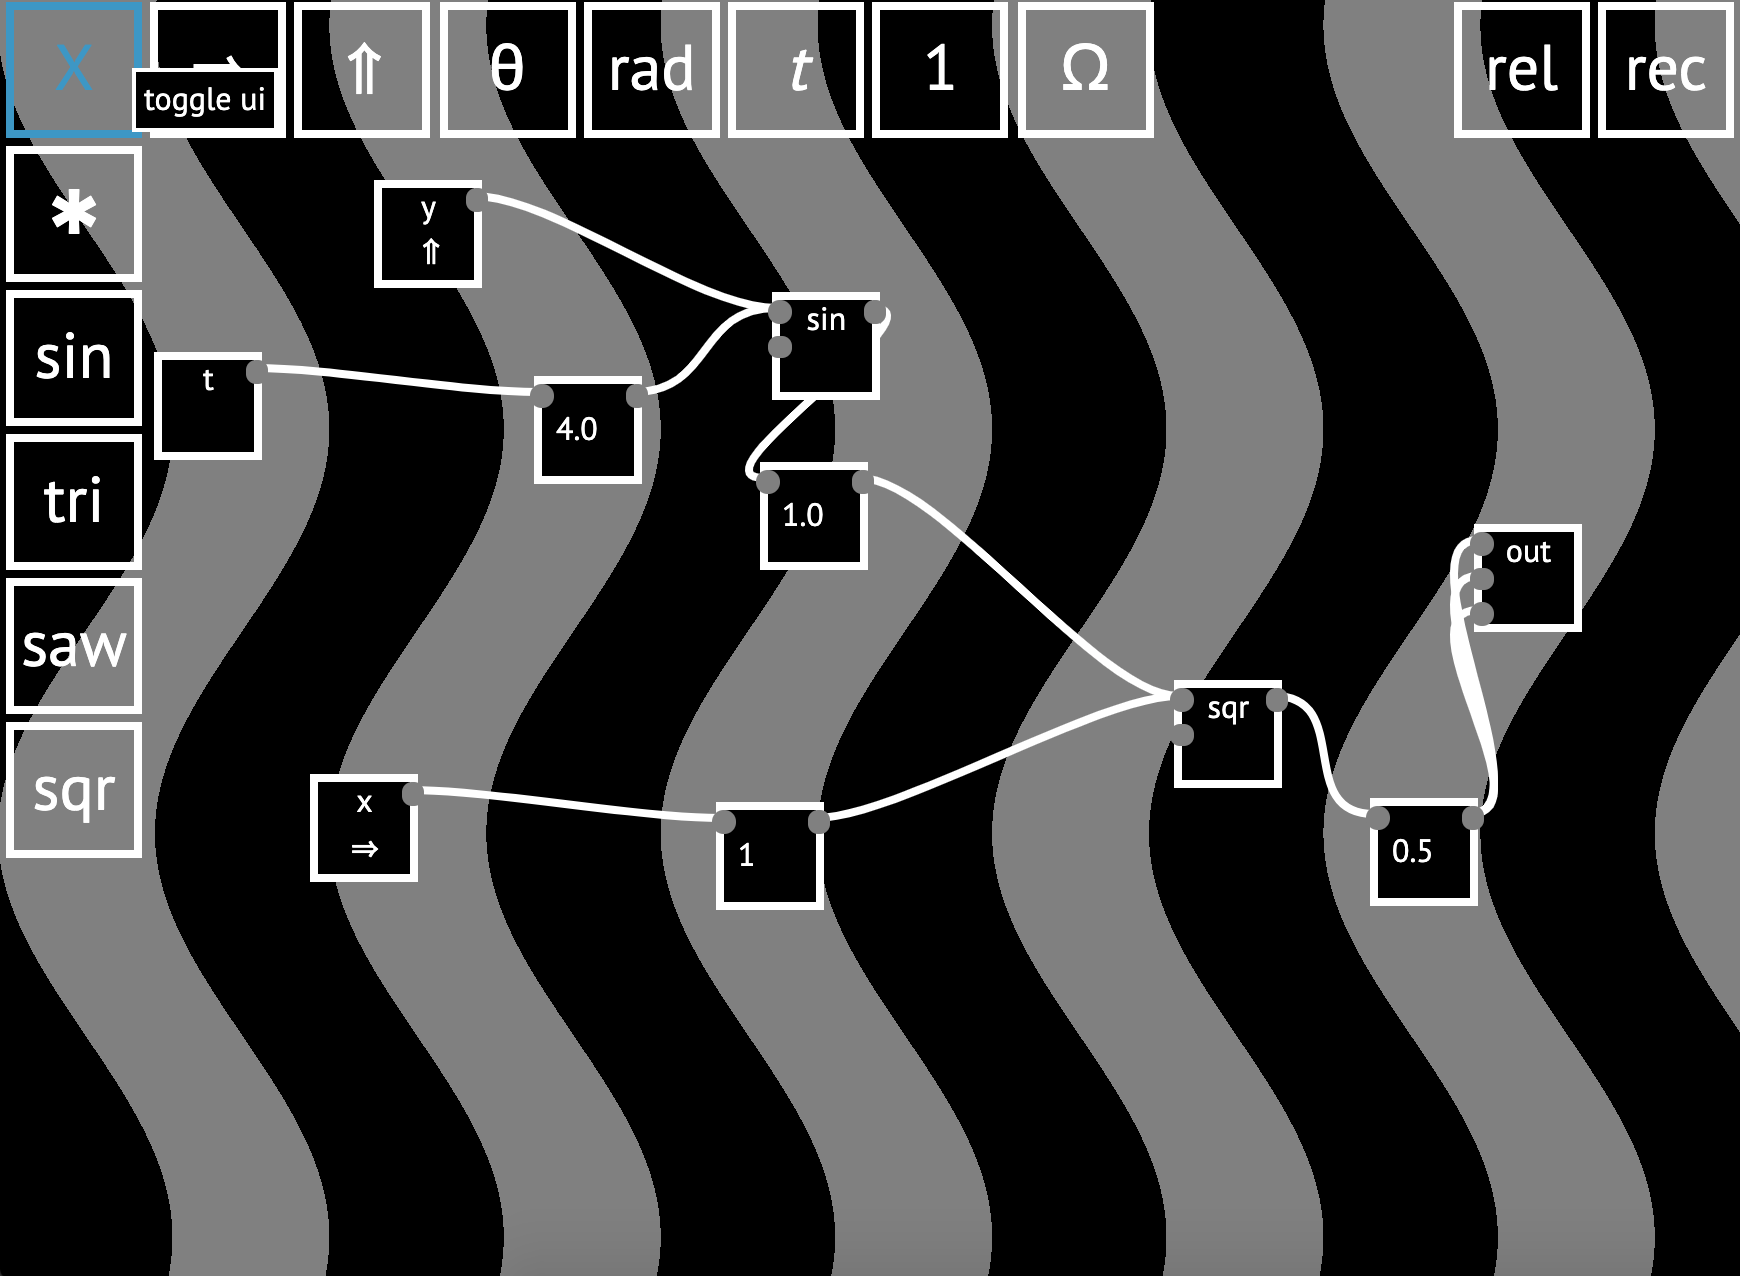 X
toggle ui
⇑
θ
rad
t
1
Ω
rel
rec
✱
sin
tri
saw
sqr
y
⇑
sin
t
4.0
1.0
out
sqr
x
⇒
1
0.5